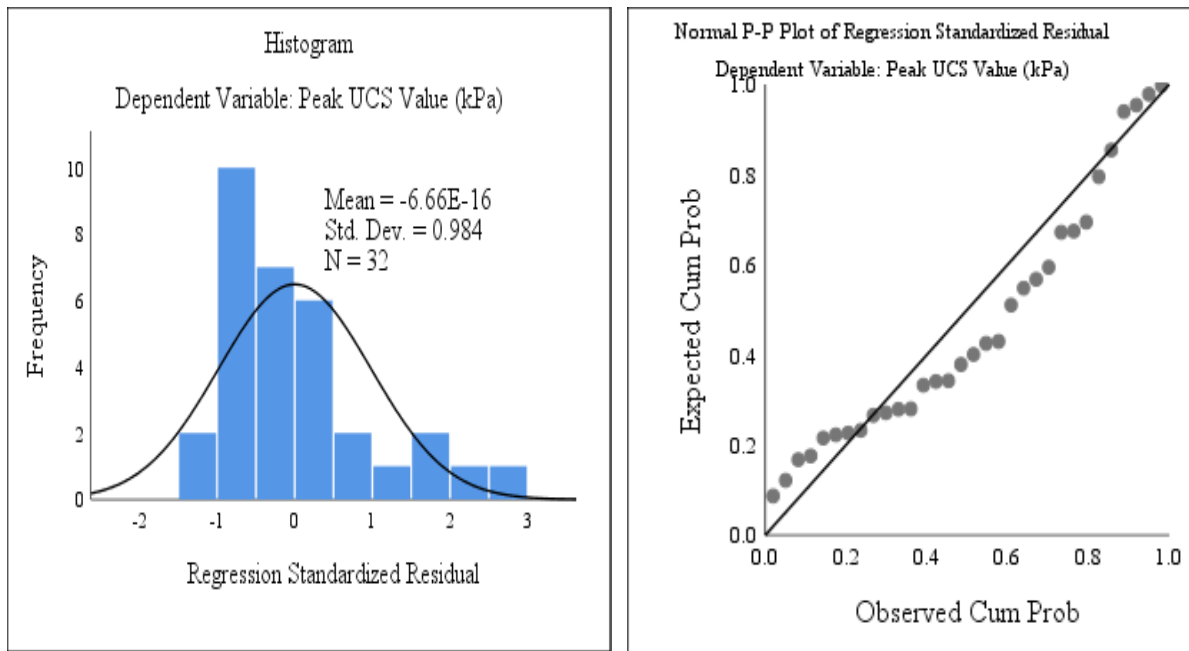 Histogram
Dependent Variable: Peak UCS Value (kPa)
Mean = -6.66E-16
Std. Dev. = 0.984
N = 32
Frequency
10
8
6
4
2
0
-2 -1 0 1 2 3
Regression Standardized Residual
Normal P-P Plot of Regression Standardized Residual
Dependent Variable: Peak UCS Value (kPa)
Expected Cum Prob
1.0
0.8
0.6
0.4
0.2
0.0
0.0 0.2 0.4 0.6 0.8 1.0
Observed Cum Prob